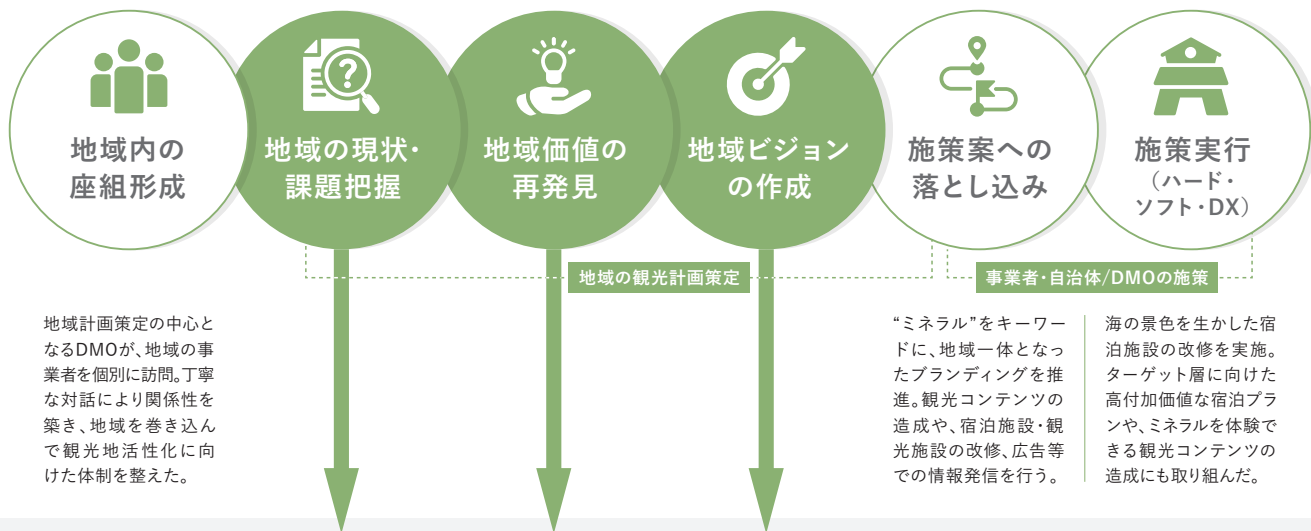 地域内の
座組形成
?
地域の現状・
課題把握
地域価値の
再発見
地域ビジョン
の作成
施策案への
落とし込み
施策実行
（ハード・
ソフト・DX）
地域の観光計画策定
事業者・自治体/DMOの施策
地域計画策定の中心と
なるDMOが、地域の事
業者を個別に訪問。丁寧
な対話により関係性を
築き、地域を巻き込ん
で観光地活性化に向
けた体制を整えた。
“ミネラル”をキーワー
ドに、地域一体となっ
たブランディングを推
進。観光コンテンツの
造成や、宿泊施設・観
光施設の改修、広告等
での情報発信を行う。
海の景色を生かした宿
泊施設の改修を実施。
ターゲット層に向けた
高付加価値な宿泊プラ
ンや、ミネラルを体験で
きる観光コンテンツの
造成にも取り組んだ。